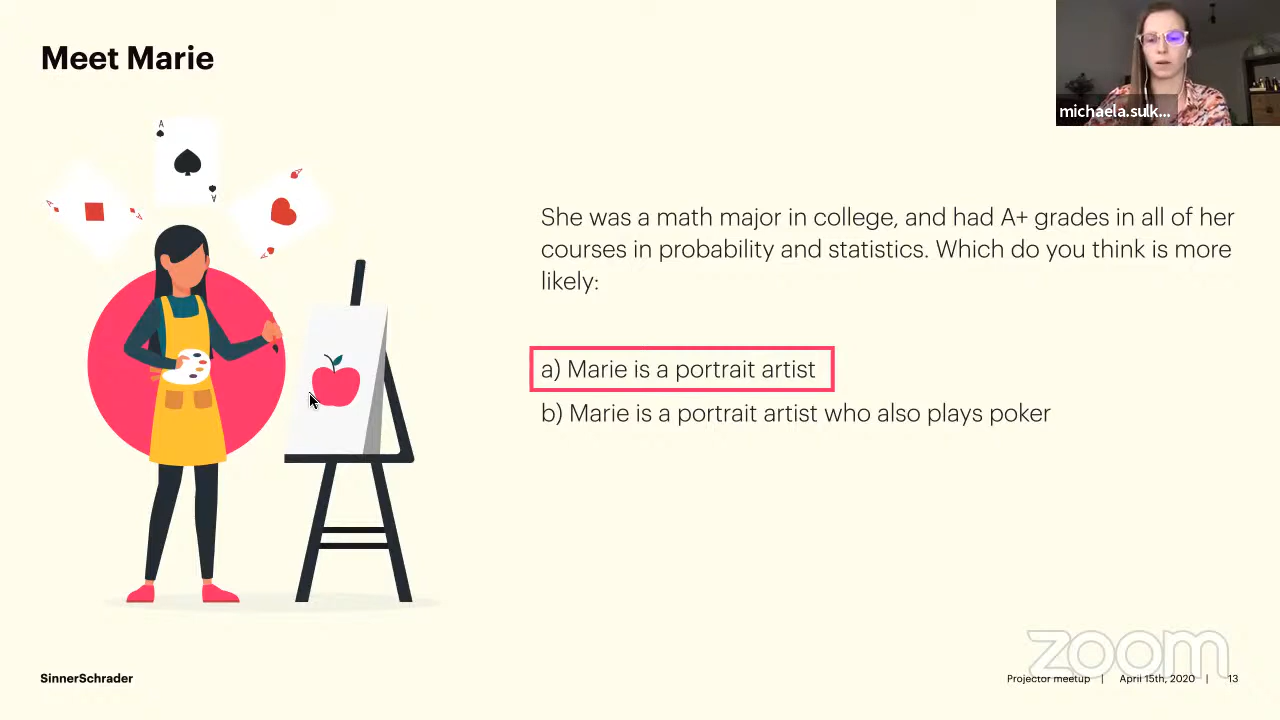 Meet Marie
michaela.sulk...
A
A
A
A
A
A
She was a math major in college, and had A+ grades in all of her
courses in probability and statistics. Which do you think is more
likely:
a) Marie is a portrait artist
b) Marie is a portrait artist who also plays poker
zoom
SinnerSchrader
Projector meetup | April 15th, 2020 | 13